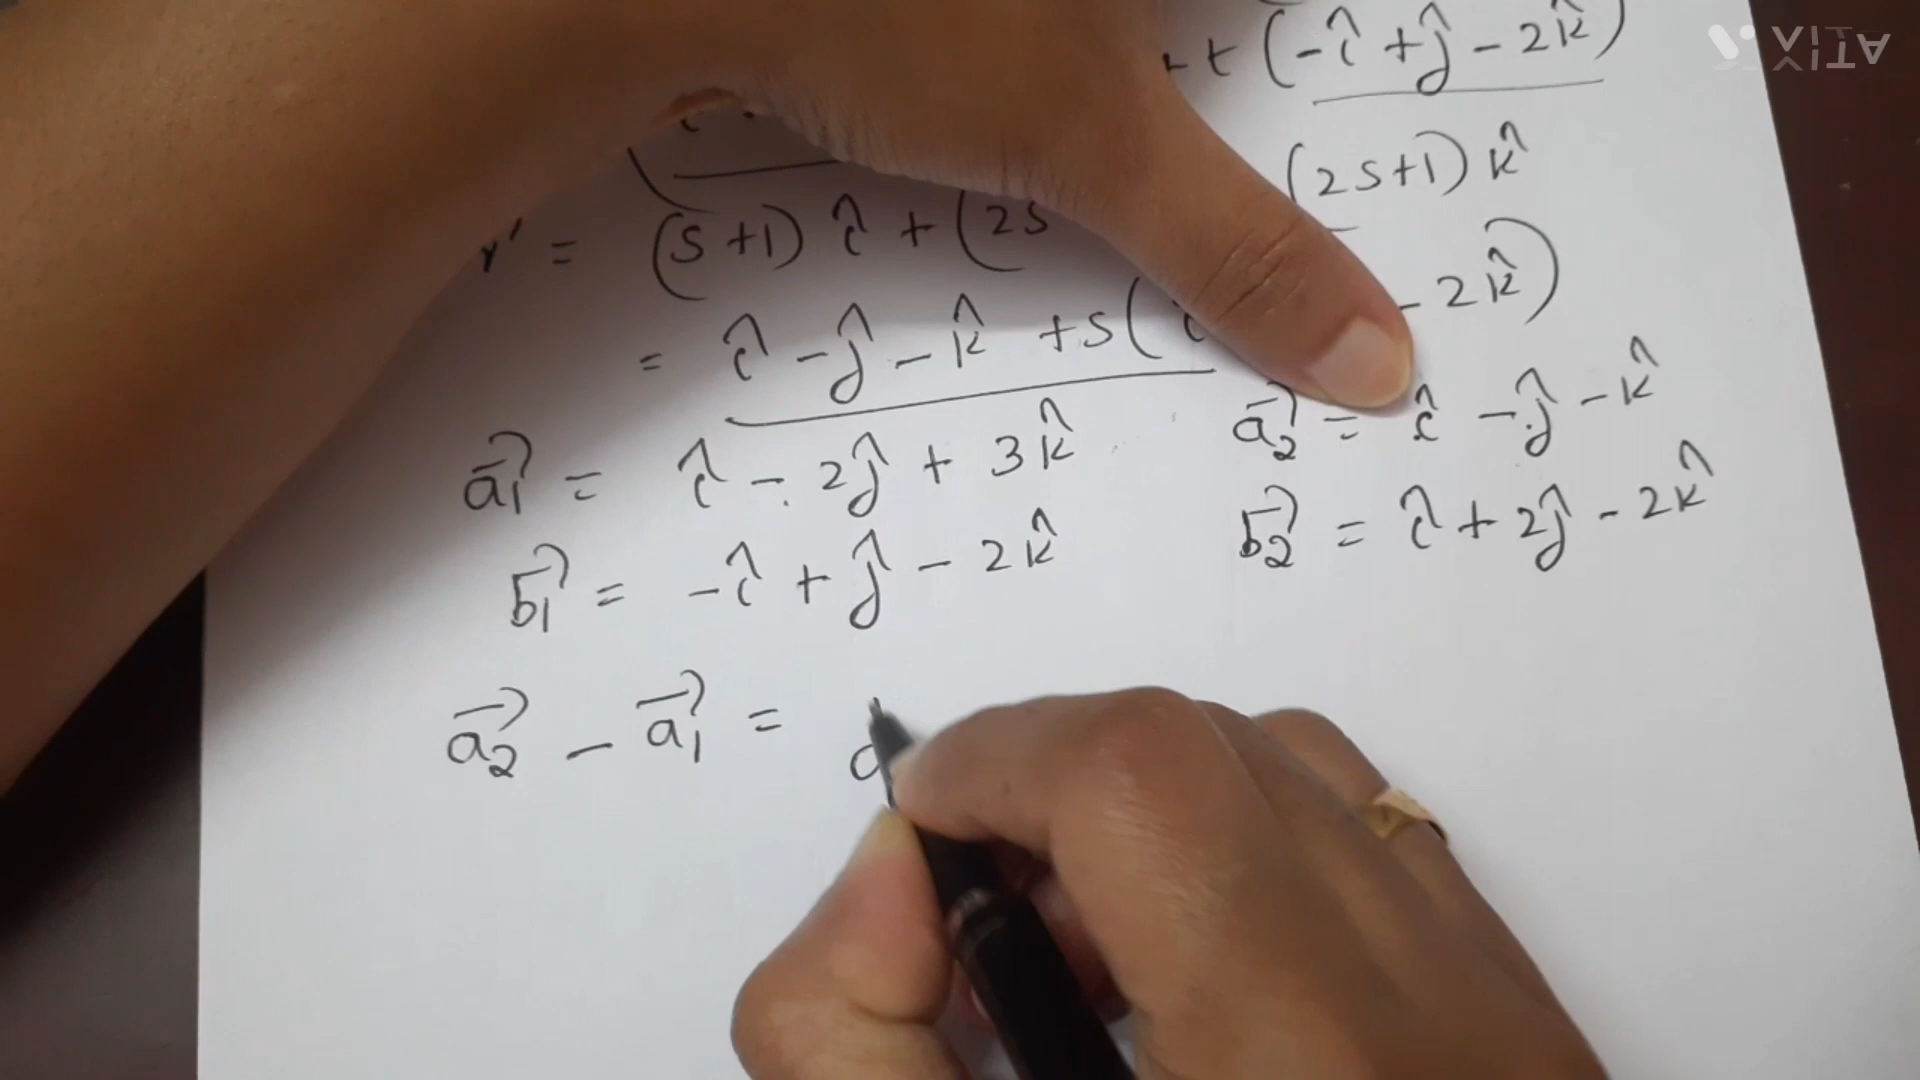 t (-î + ĵ - 2k̂)
(2s+1) k̂
r' = (s+1) î + (2s
= î - ĵ - k̂ + s( - 2k̂)
a₁⃗ = î - 2ĵ + 3k̂
a₂⃗ = î - ĵ - k̂
b₁⃗ = -î + ĵ - 2k̂
b₂⃗ = î + 2ĵ - 2k̂
a₂⃗ - a₁⃗ =
VITA